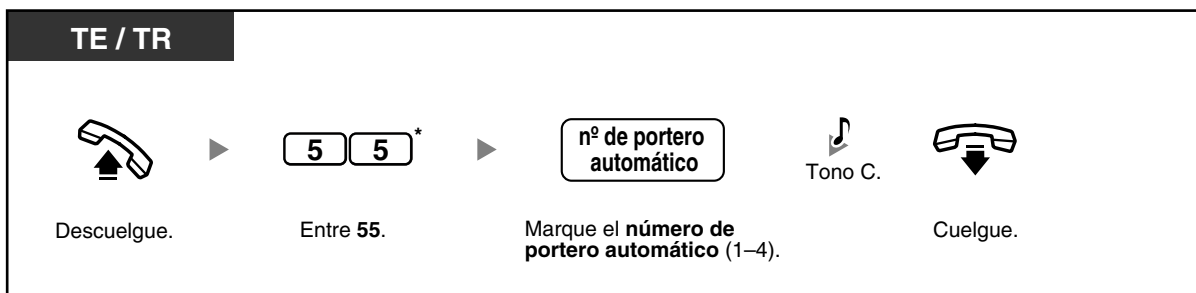 TE / TR
5 5 *
nº de portero
automático
Tono C.
Descuelgue.
Entre 55.
Marque el número de
portero automático (1–4).
Cuelgue.